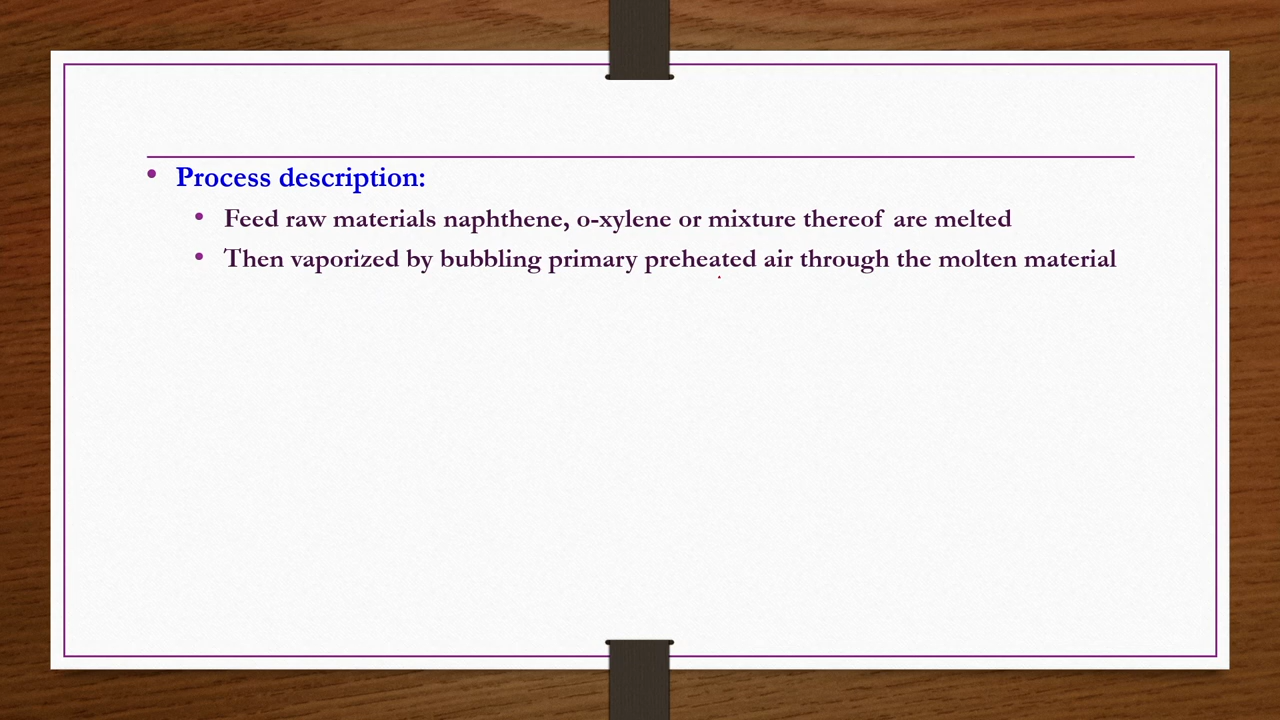 Process description:
Feed raw materials naphthene, o-xylene or mixture thereof are melted
Then vaporized by bubbling primary preheated air through the molten material